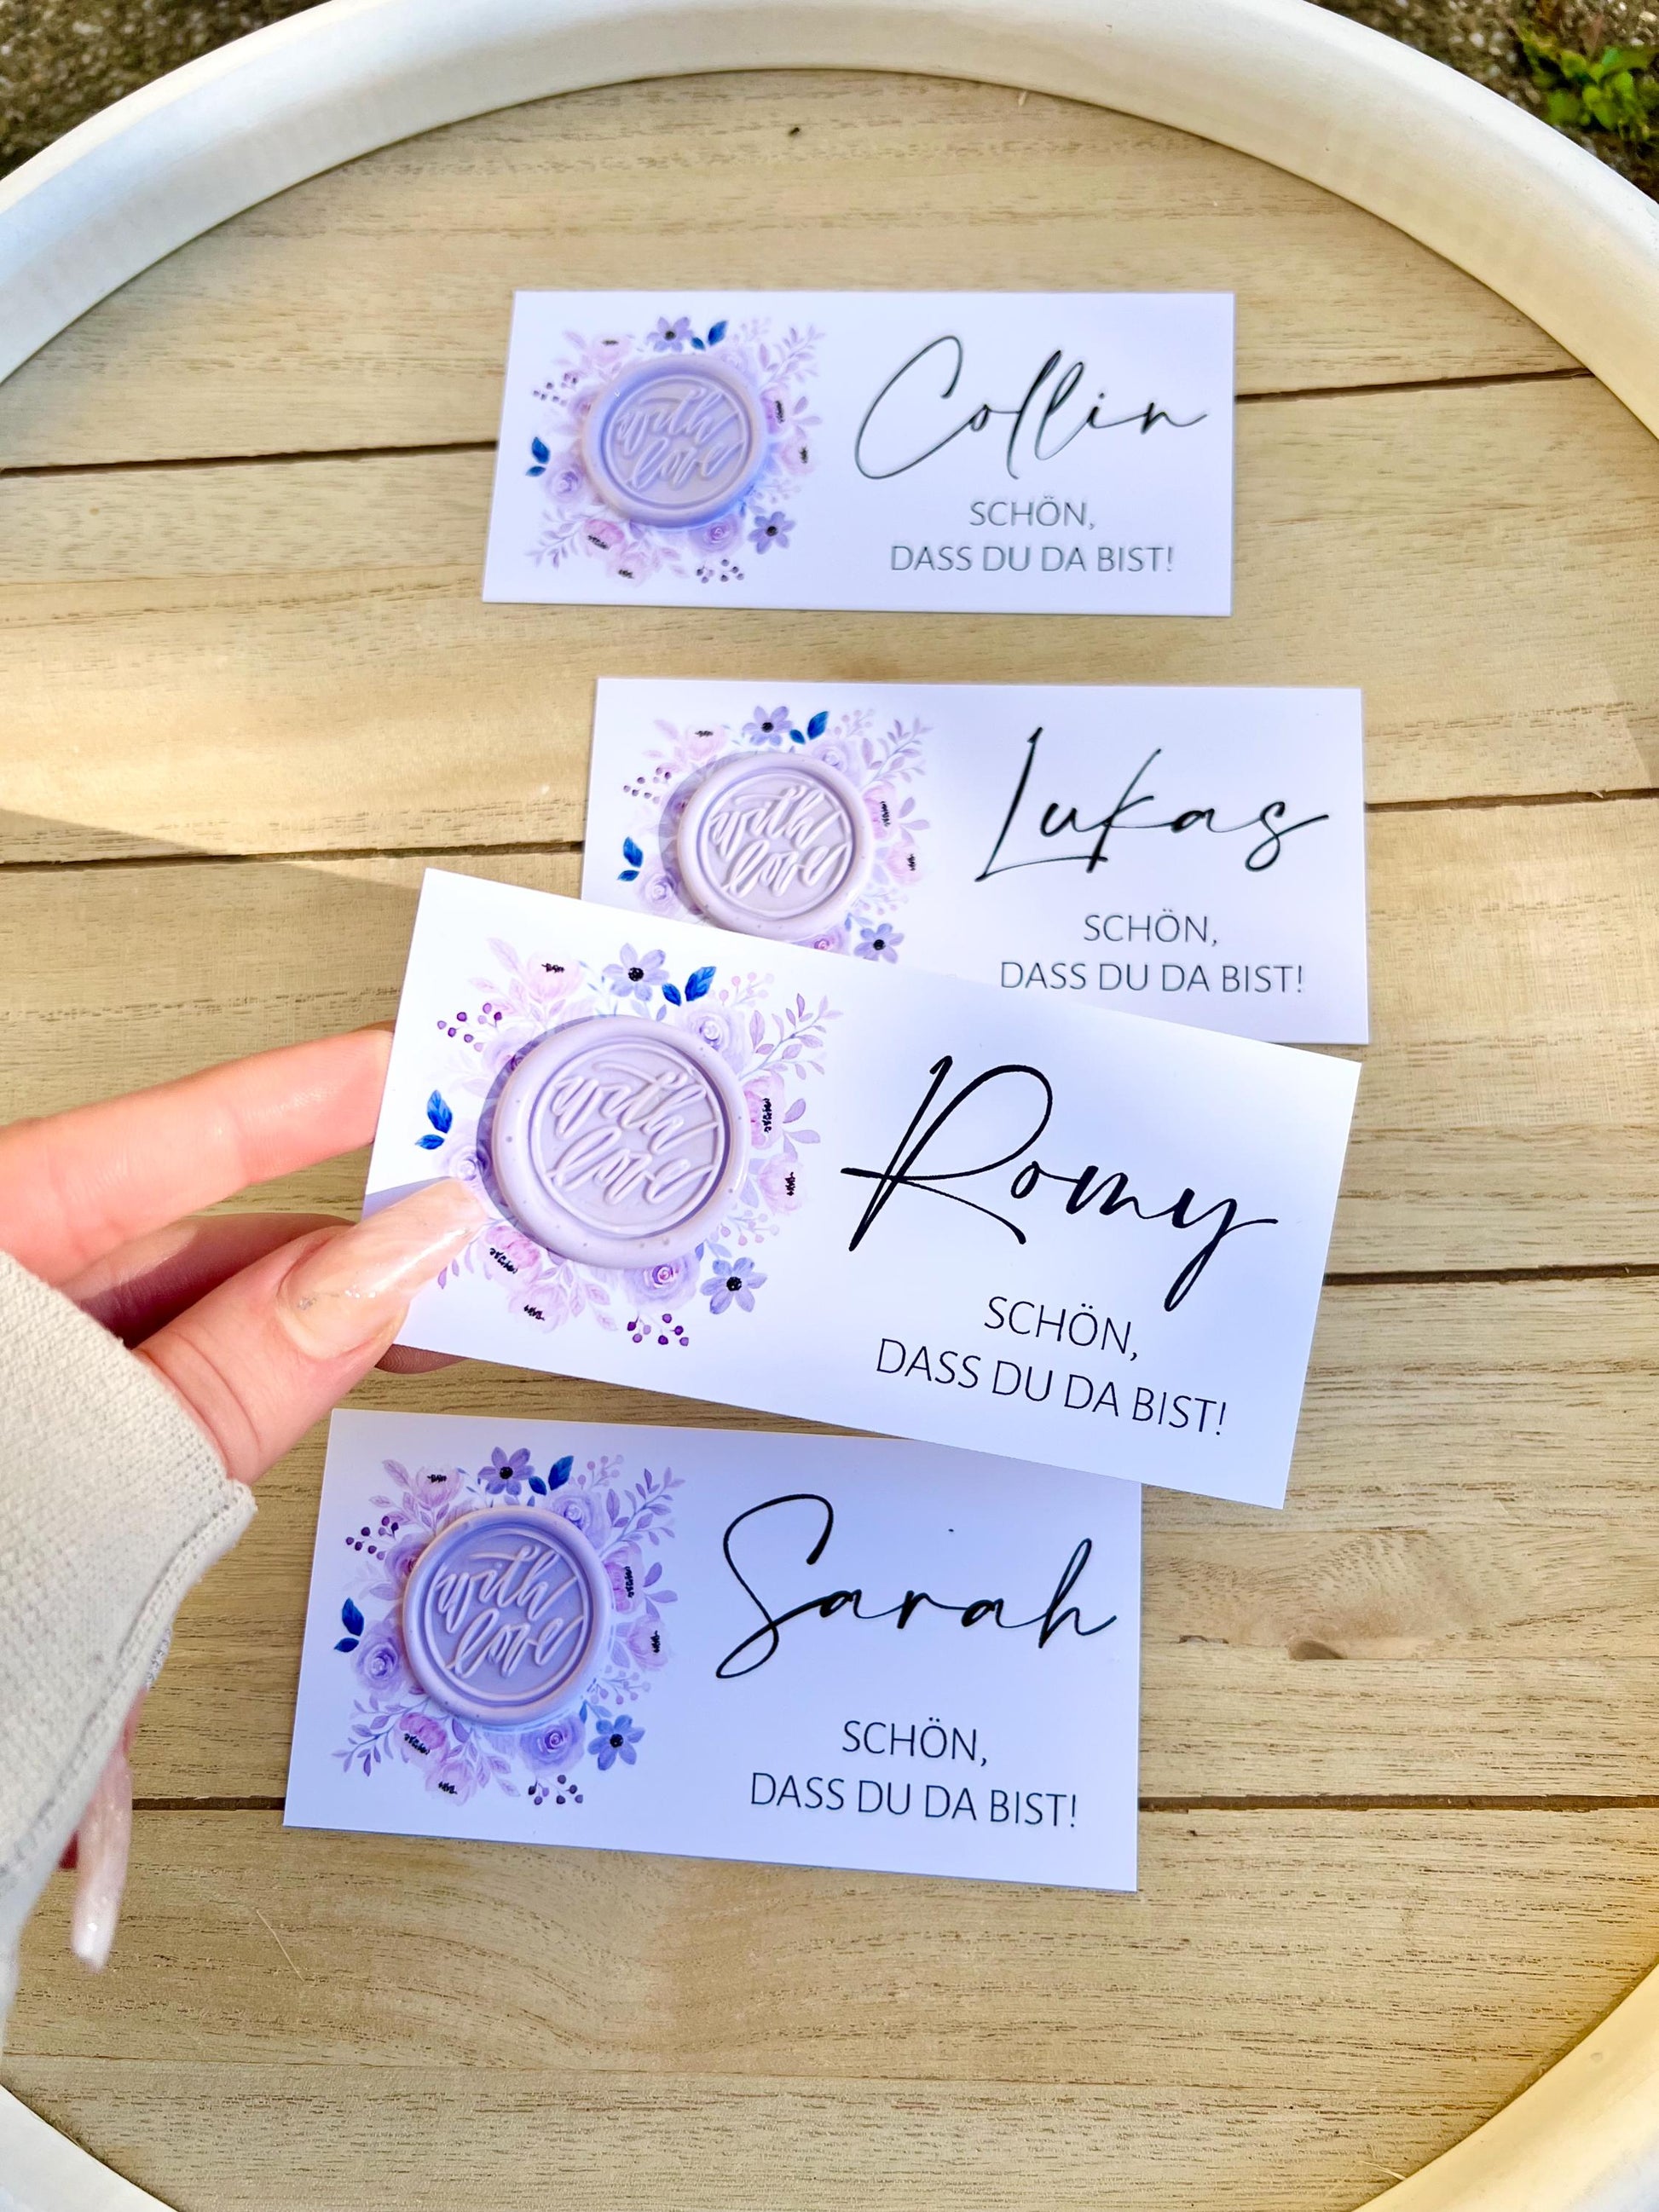 with
love
Collin
SCHÖN,
DASS DU DA BIST!
with
love
Lukas
SCHÖN,
DASS DU DA BIST!
with
love
Romy
SCHÖN,
DASS DU DA BIST!
with
love
Sarah
SCHÖN,
DASS DU DA BIST!